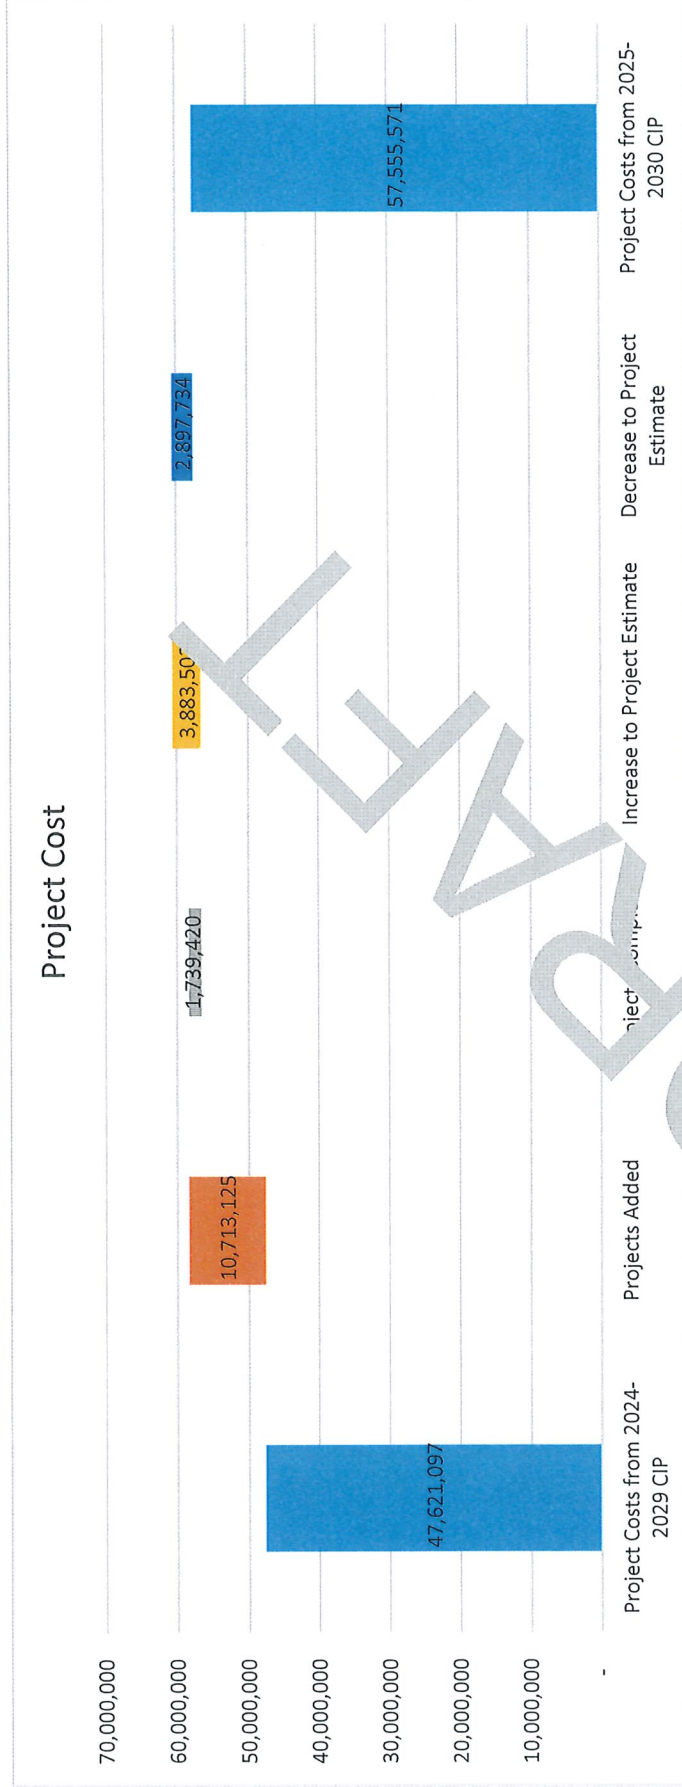 Project Cost
70,000,000
60,000,000
50,000,000
40,000,000
30,000,000
20,000,000
10,000,000
-
47,621,097
10,713,125
1,739,420
2,897,734
57,555,571
Project Costs from 2024-
2029 CIP
Projects Added
Increase to Project Estimate
Decrease to Project
Estimate
Project Costs from 2025-
2030 CIP